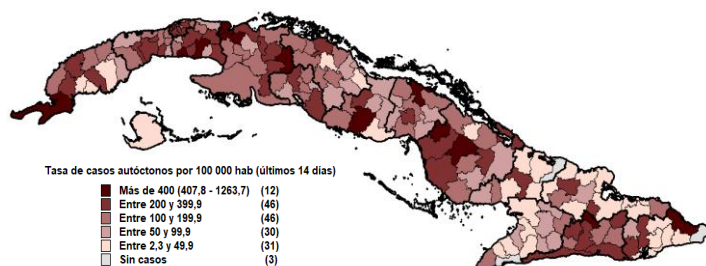 Tasa de casos autóctonos por 100 000 hab (últimos 14 días)
Más de 400 (407,8 - 1263,7) (12)
Entre 200 y 399,9 (46)
Entre 100 y 199,9 (46)
Entre 50 y 99,9 (30)
Entre 2,3 y 49,9 (31)
Sin casos (3)